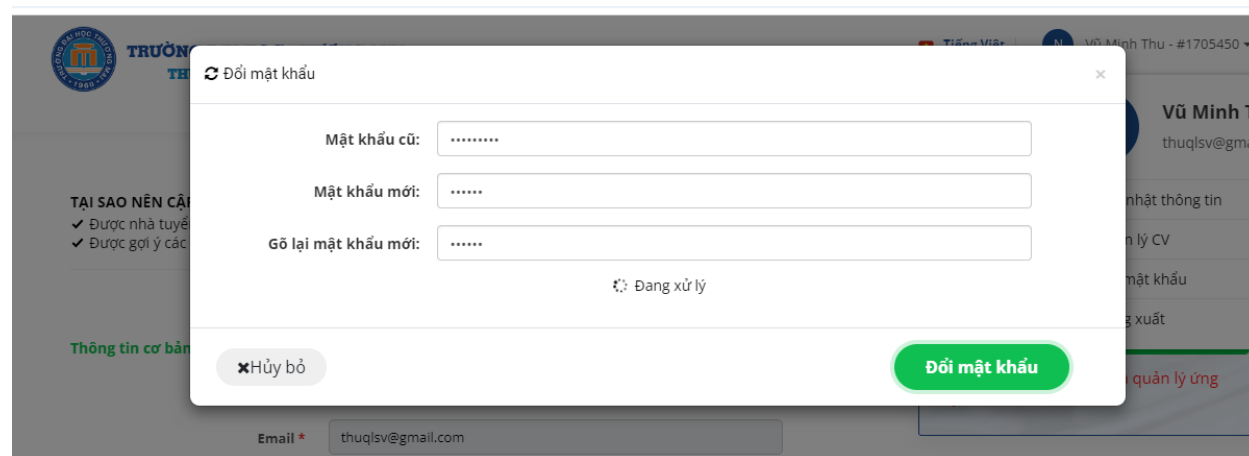 TRƯỜN
TH
Tiếng Việt
N
Vũ Minh Thu - #1705450
Đổi mật khẩu
×
Vũ Minh T
thuqlsv@gma
Mật khẩu cũ: ·········
Mật khẩu mới: ······
Gõ lại mật khẩu mới: ······
Đang xử lý
TẠI SAO NÊN CẬ
Được nhà tuyể
Được gợi ý các
nhật thông tin
n lý CV
mật khẩu
g xuất
Thông tin cơ bản
Hủy bỏ
Đổi mật khẩu
quản lý ứng
Email * thuqlsv@gmail.com